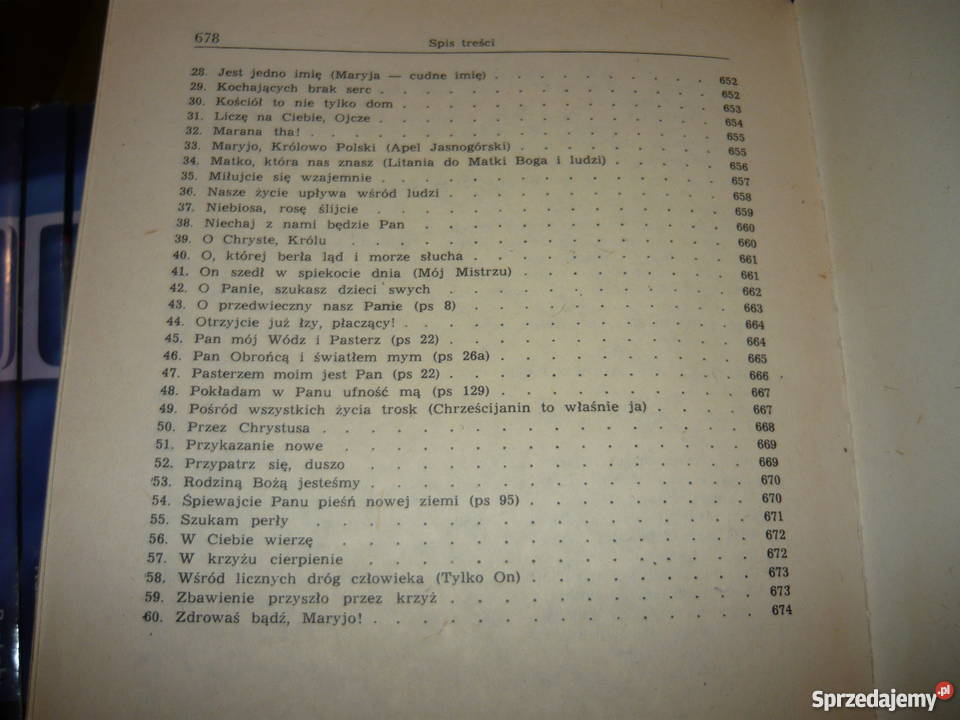 678
Spis treści
28. Jest jedno imię (Maryja — cudne imię) . . . . . . . . . 652
29. Kochających brak serc . . . . . . . . . . . . . 652
30. Kościół to nie tylko dom . . . . . . . . . . . . 653
31. Liczę na Ciebie, Ojcze . . . . . . . . . . . . . 654
32. Marana tha! . . . . . . . . . . . . . . . 655
33. Maryjo, Królowo Polski (Apel Jasnogórski) . . . . . . . . 655
34. Matko, która nas znasz (Litania do Matki Boga i ludzi) . . . . 656
35. Miłujcie się wzajemnie . . . . . . . . . . . . . 657
36. Nasze życie upływa wśród ludzi . . . . . . . . . . . 658
37. Niebiosa, rosę ślijcie . . . . . . . . . . . . . 659
38. Niechaj z nami będzie Pan . . . . . . . . . . . . 660
39. O Chryste, Królu . . . . . . . . . . . . . . 660
40. O, której berła ląd i morze słucha . . . . . . . . . . 661
41. On szedł w spiekocie dnia (Mój Mistrzu) . . . . . . . . 661
42. O Panie, szukasz dzieci swych . . . . . . . . . . . 662
43. O przedwieczny nasz Panie (ps 8) . . . . . . . . . . 663
44. Otrzyjcie już łzy, płaczący! . . . . . . . . . . . . 664
45. Pan mój Wódz i Pasterz (ps 22) . . . . . . . . . . . 664
46. Pan Obrońcą i światłem mym (ps 26a) . . . . . . . . . 665
47. Pasterzem moim jest Pan (ps 22) . . . . . . . . . . . 666
48. Pokładam w Panu ufność mą (ps 129) . . . . . . . . . 667
49. Pośród wszystkich życia trosk (Chrześcijanin to właśnie ja) . . . . 667
50. Przez Chrystusa . . . . . . . . . . . . . . . 668
51. Przykazanie nowe . . . . . . . . . . . . . . 669
52. Przypatrz się, duszo . . . . . . . . . . . . . 669
53. Rodziną Bożą jesteśmy . . . . . . . . . . . . . 670
54. Śpiewajcie Panu pieśń nowej ziemi (ps 95) . . . . . . . . 670
55. Szukam perły . . . . . . . . . . . . . . . 671
56. W Ciebie wierzę . . . . . . . . . . . . . . 672
57. W krzyżu cierpienie . . . . . . . . . . . . . 672
58. Wśród licznych dróg człowieka (Tylko On) . . . . . . . . 673
59. Zbawienie przyszło przez krzyż . . . . . . . . . . . 673
60. Zdrowaś bądź, Maryjo! . . . . . . . . . . . . . 674
Sprzedajemy.pl